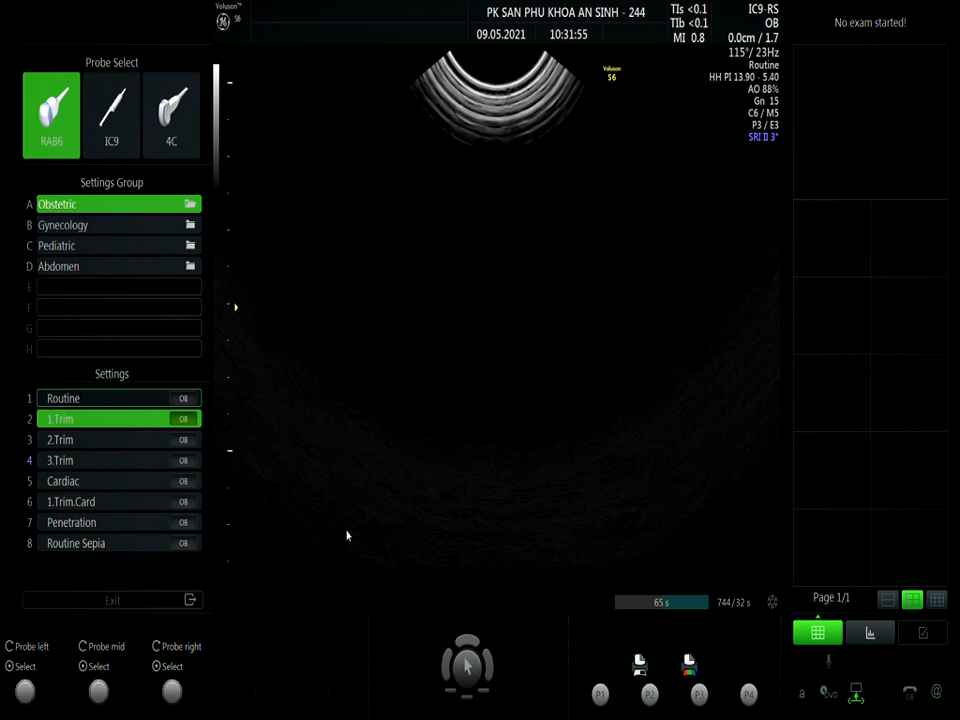 Voluson™
S6
PK SAN PHU KHOA AN SINH - 244
09.05.2021
10:31:55
TIs <0.1
TIb <0.1
MI 0.8
IC9-RS
OB
0.0cm / 1.7
115° / 23Hz
Routine
HH PI 13.90 - 5.40
AO 88%
Gn 15
C6 / M5
P3 / E3
SRI II 3*
Voluson
S6
No exam started!
Probe Select
RAB6
IC9
4C
Settings Group
A Obstetric
B Gynecology
C Pediatric
D Abdomen
E
F
G
H
Settings
1 Routine OB
2 1.Trim OB
3 2.Trim OB
4 3.Trim OB
5 Cardiac OB
6 1.Trim.Card OB
7 Penetration OB
8 Routine Sepia OB
Exit
65 s
744/32 s
Page 1/1
Probe left
Probe mid
Probe right
Select
Select
Select
P1
P2
P3
P4
a
DVD
GE
@